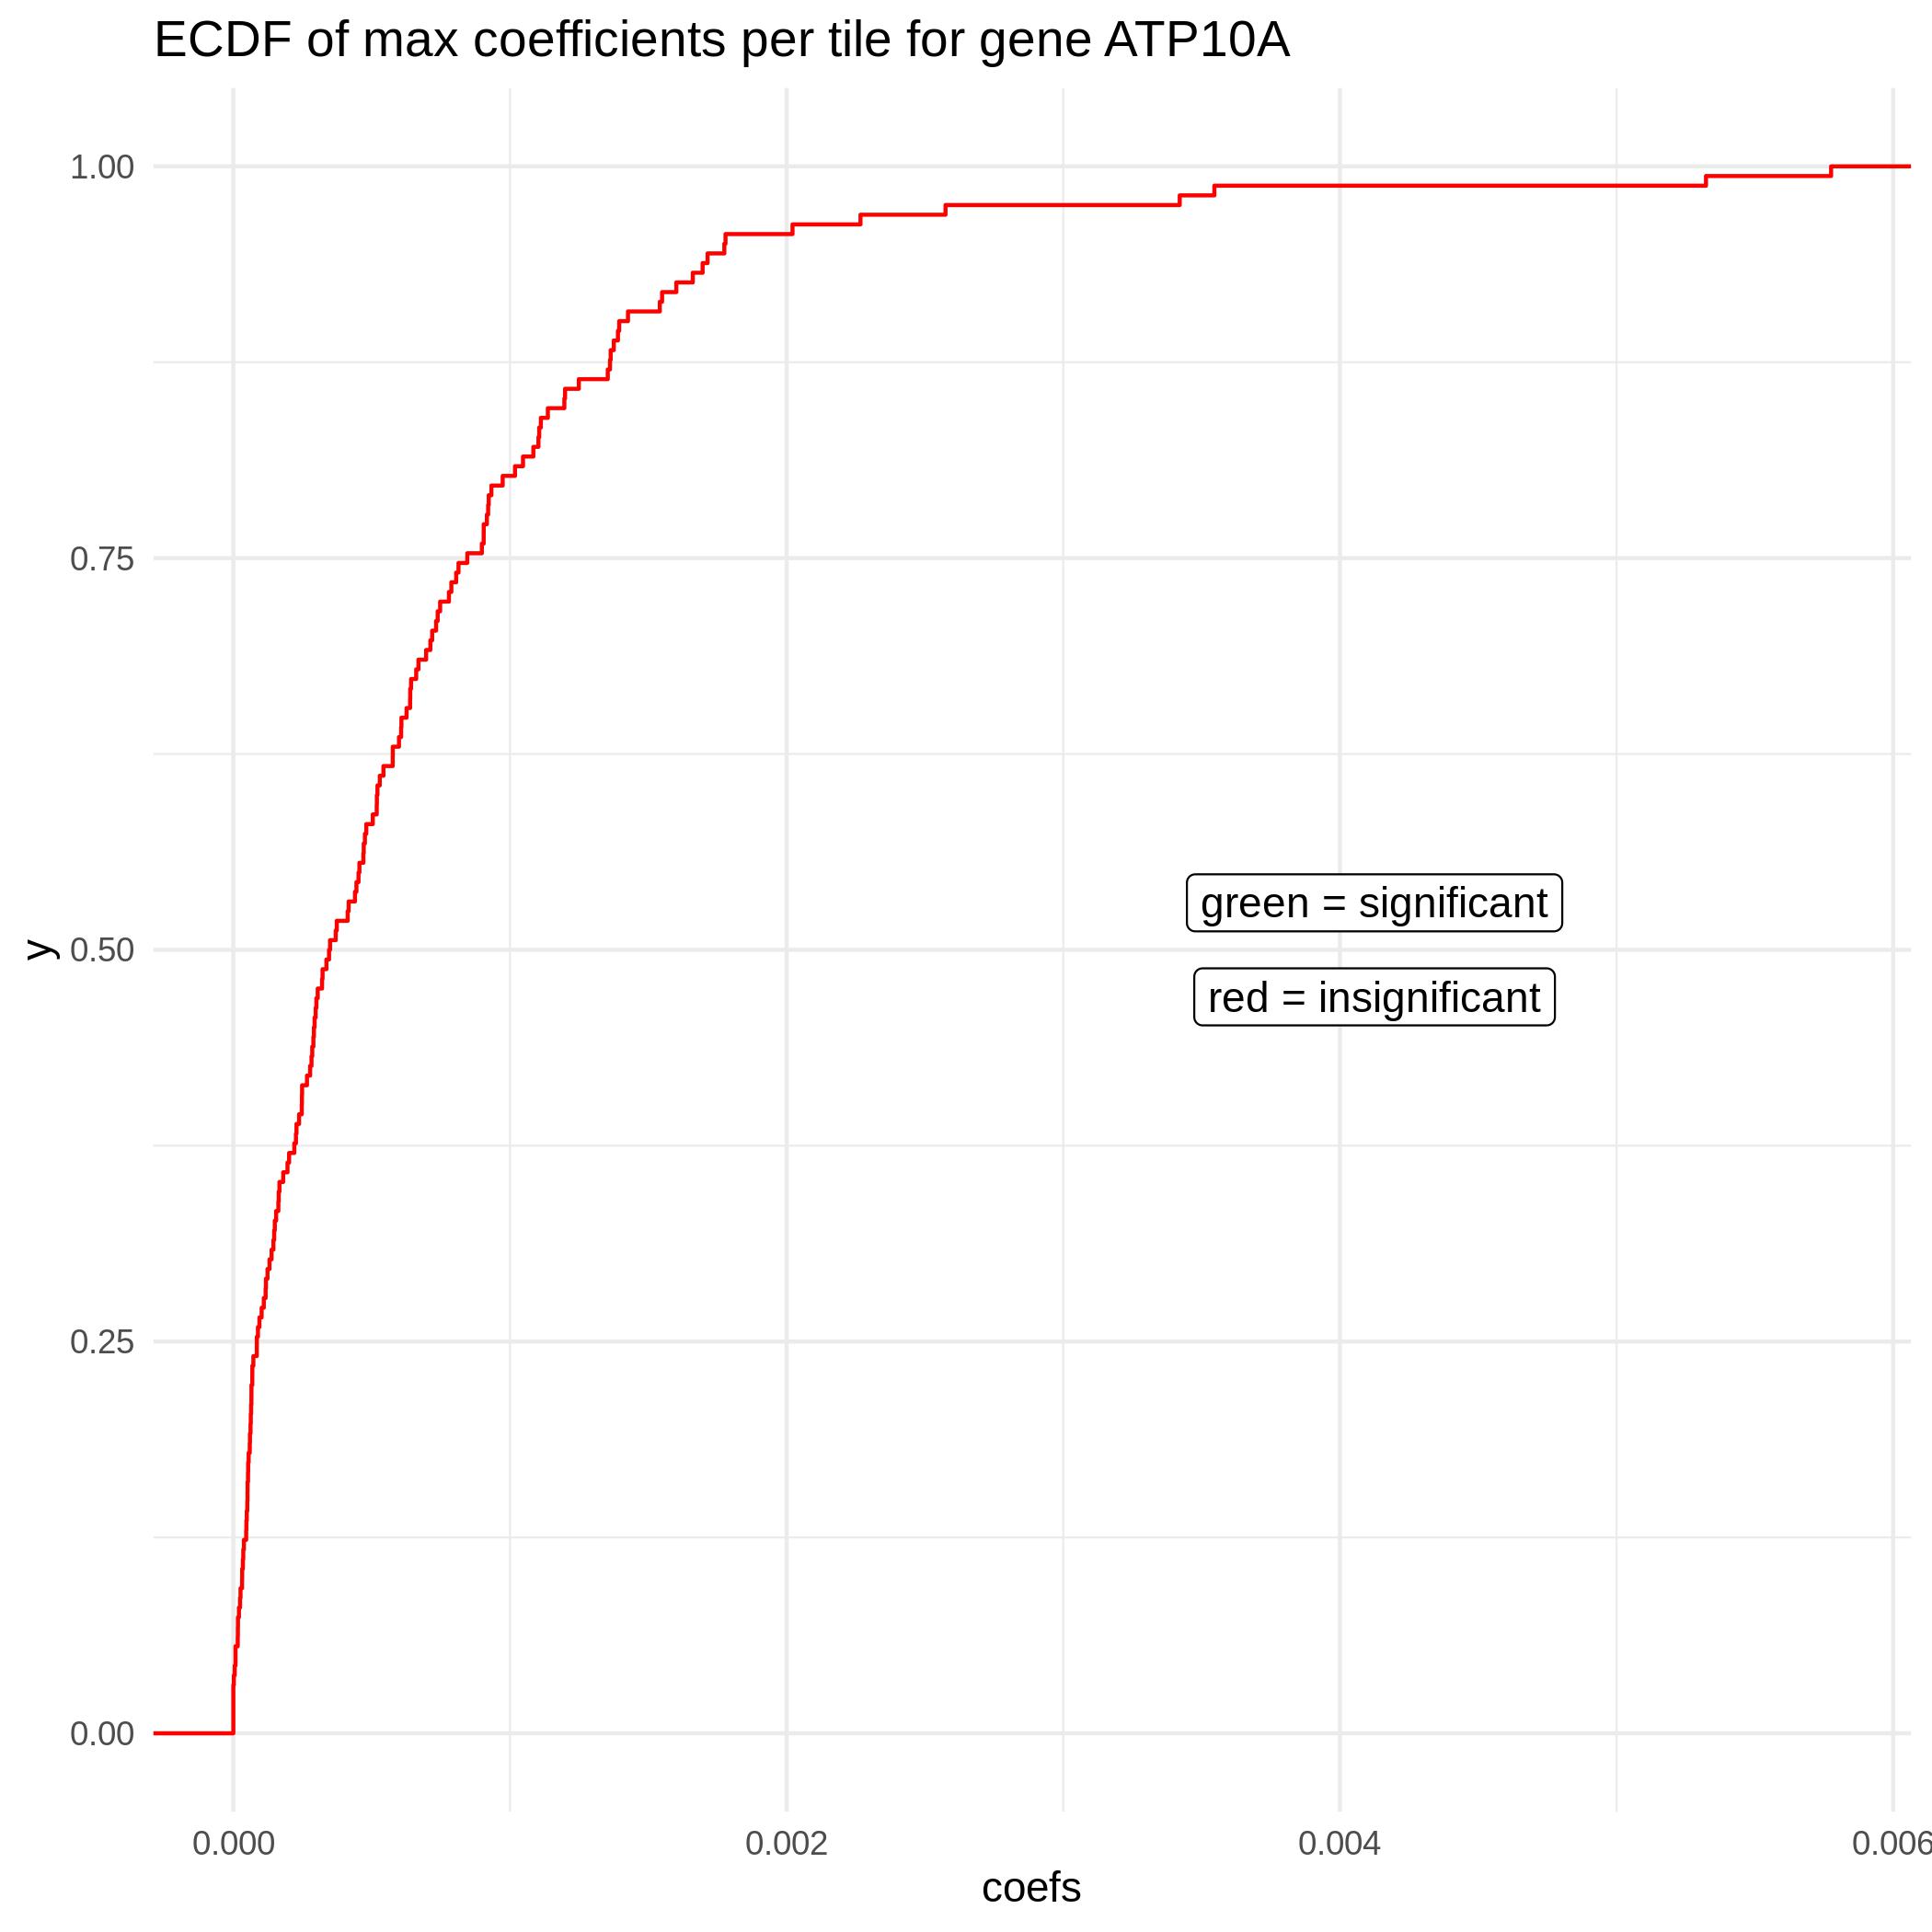 ECDF of max coefficients per tile for gene ATP10A
1.00
0.75
0.50
0.25
0.00
y
green = significant
red = insignificant
0.000
0.002
0.004
0.006
coefs